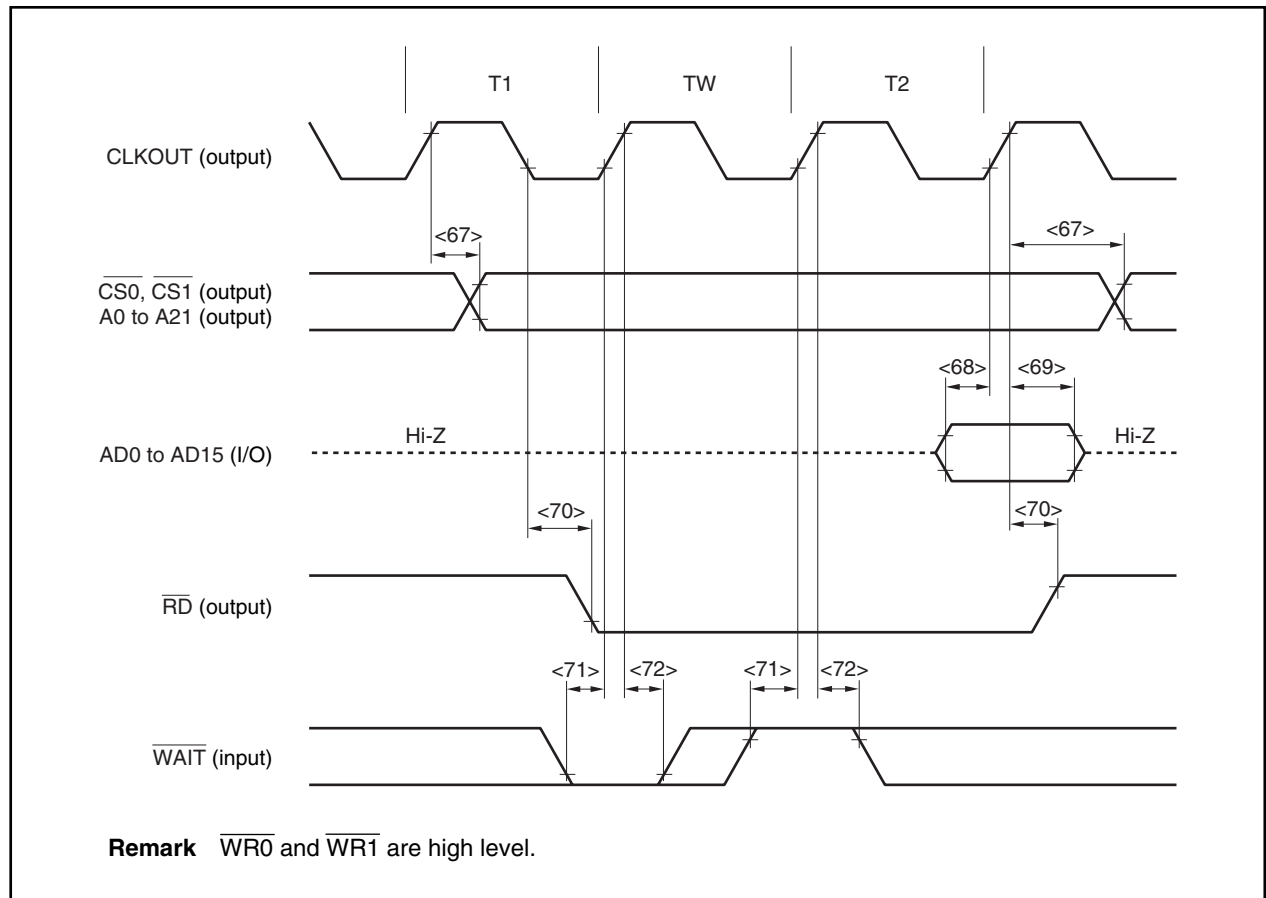 T1 TW T2
CLKOUT (output)
<67> <67>
CS0, CS1 (output)
A0 to A21 (output)
<68> <69>
Hi-Z Hi-Z
AD0 to AD15 (I/O)
<70> <70>
RD (output)
<71> <72> <71> <72>
WAIT (input)
Remark WR0 and WR1 are high level.